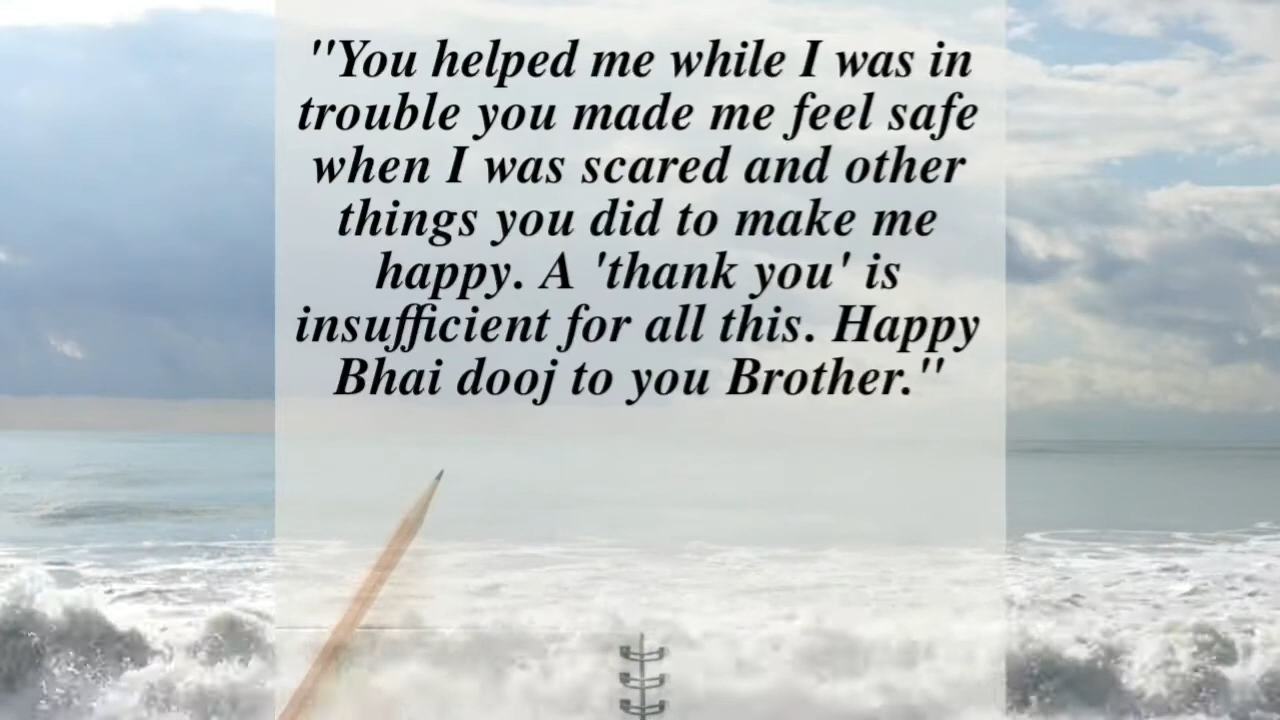 "You helped me while I was in
trouble you made me feel safe
when I was scared and other
things you did to make me
happy. A 'thank you' is
insufficient for all this. Happy
Bhai dooj to you Brother."